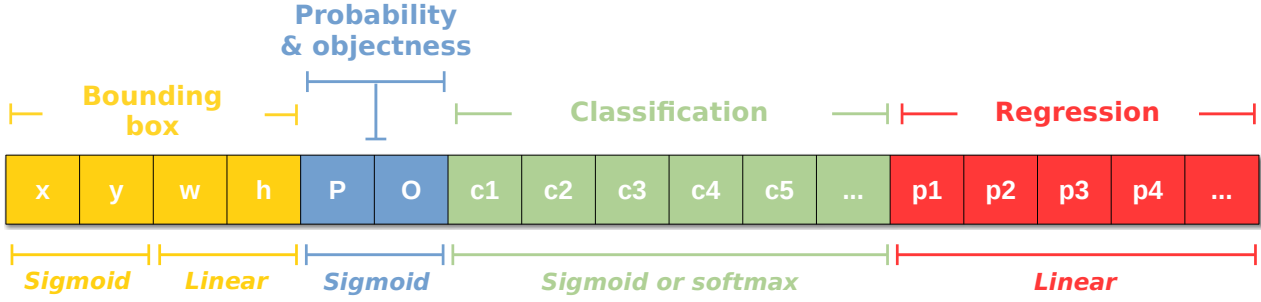 Probability
& objectness
Bounding
box
Classification
Regression
x y w h P O c1 c2 c3 c4 c5 ... p1 p2 p3 p4 ...
Sigmoid Linear Sigmoid Sigmoid or softmax Linear